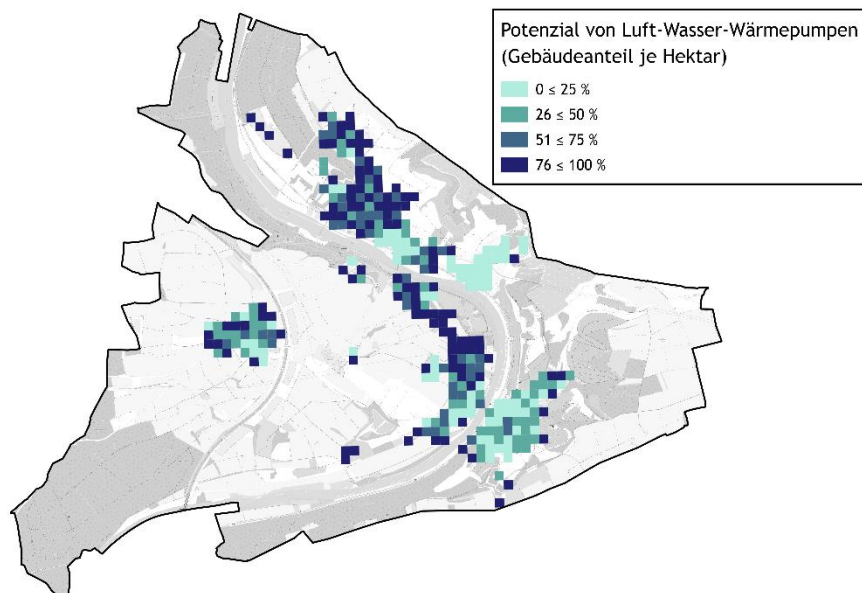 Potenzial von Luft-Wasser-Wärmepumpen
(Gebäudeanteil je Hektar)
0 ≤ 25 %
26 ≤ 50 %
51 ≤ 75 %
76 ≤ 100 %